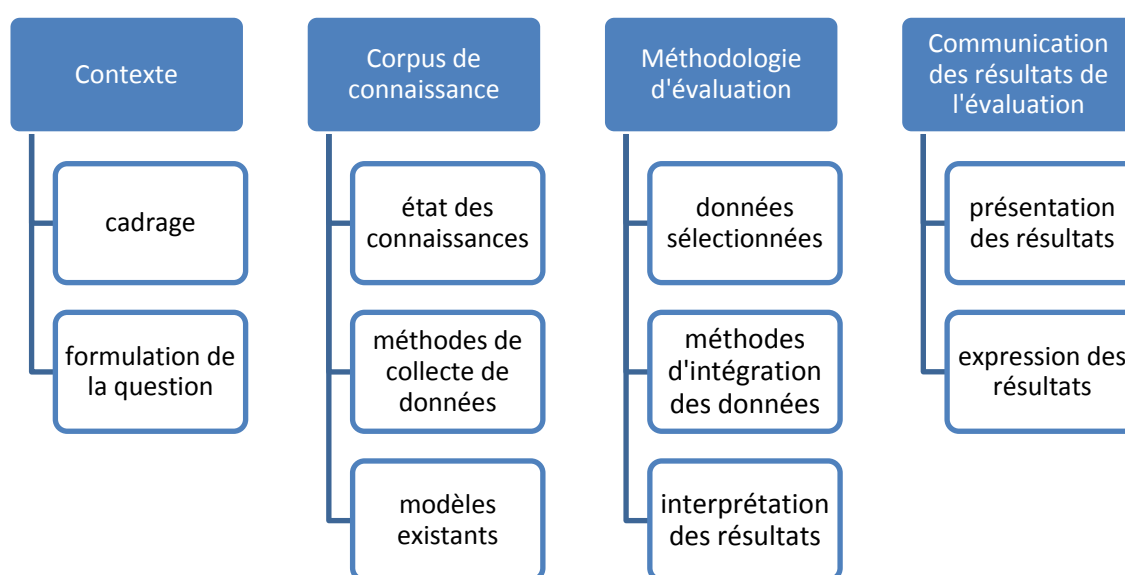 Contexte
cadrage
formulation de
la question
Corpus de
connaissance
état des
connaissances
méthodes de
collecte de
données
modèles
existants
Méthodologie
d'évaluation
données
sélectionnées
méthodes
d'intégration
des données
interprétation
des résultats
Communication
des résultats de
l'évaluation
présentation
des résultats
expression des
résultats